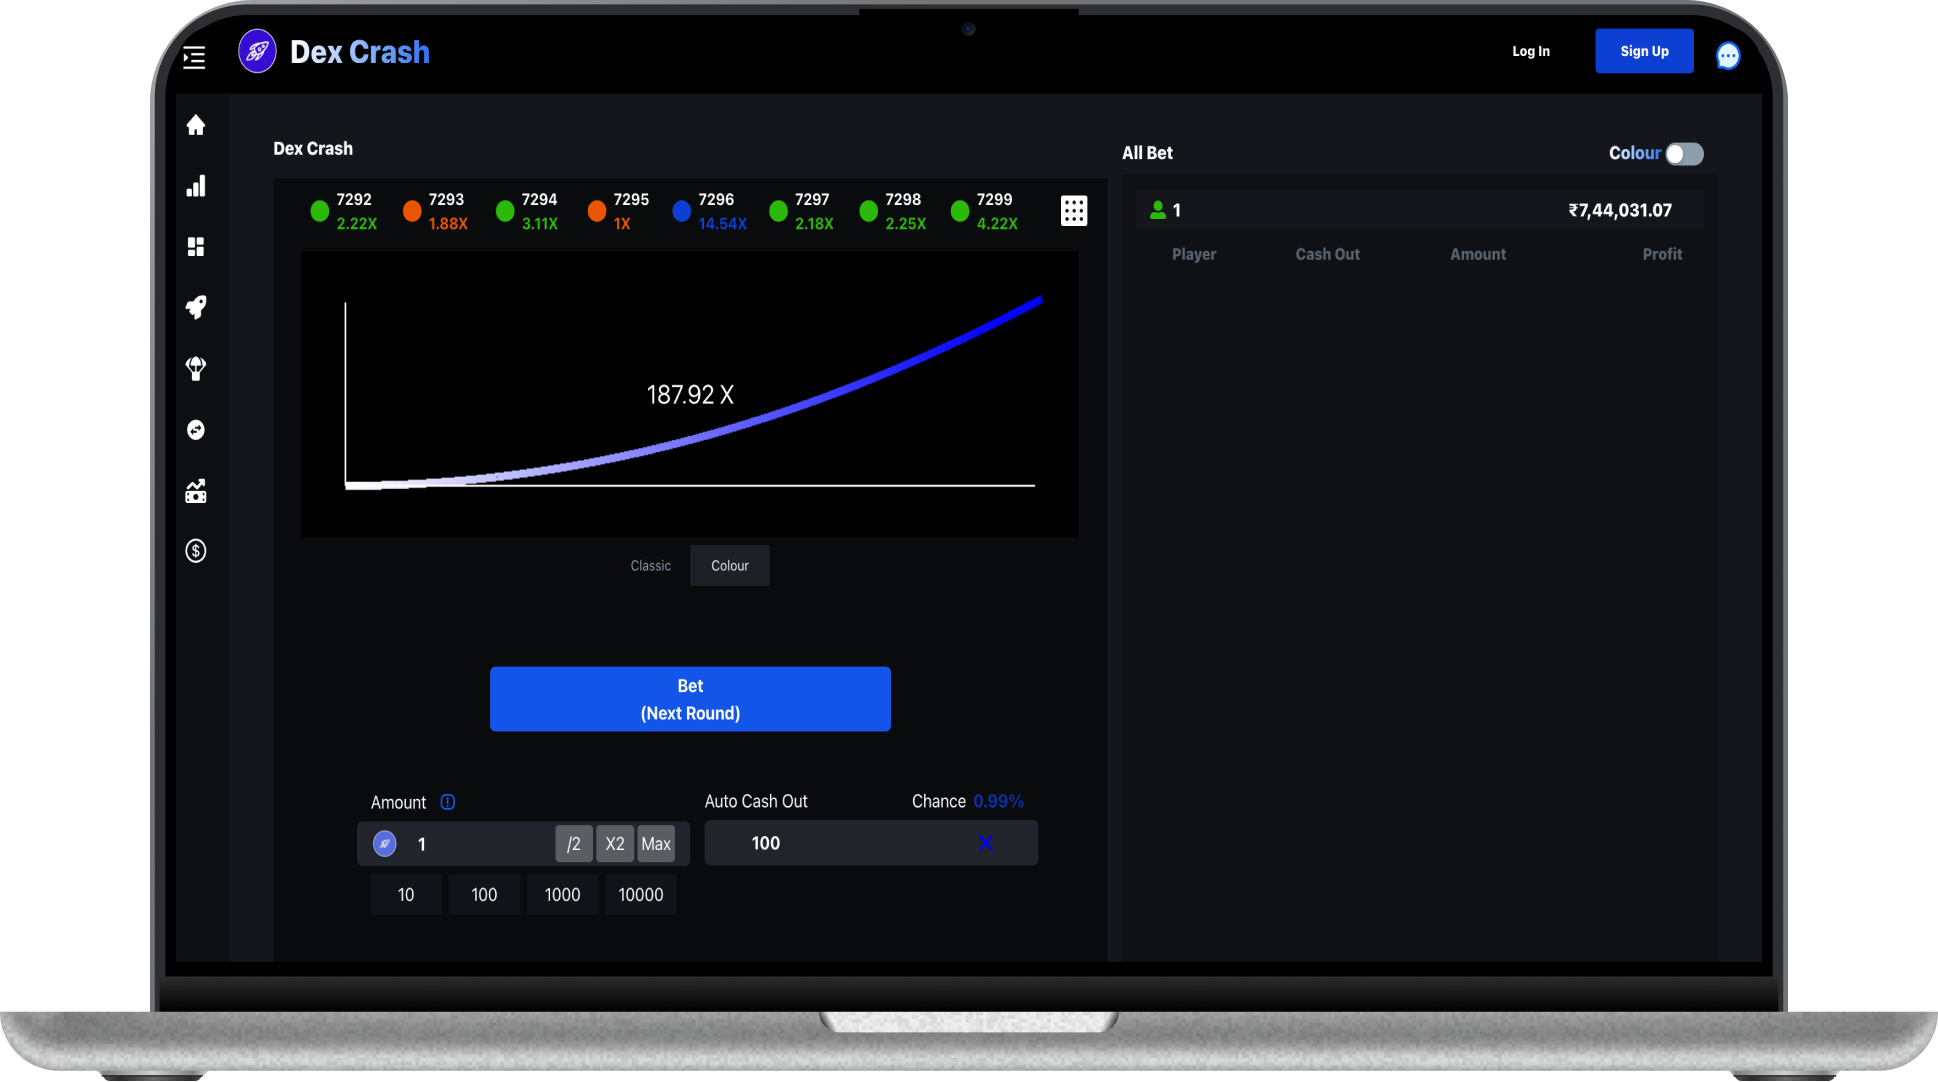 Dex Crash
Log In
Sign Up
Dex Crash
7292 7293 7294 7295 7296 7297 7298 7299
2.22X 1.88X 3.11X 1X 14.54X 2.18X 2.25X 4.22X
187.92 X
Classic Colour
Bet
(Next Round)
Amount
1 /2 X2 Max
10 100 1000 10000
Auto Cash Out Chance 0.99%
100
All Bet Colour
1 ₹7,44,031.07
Player Cash Out Amount Profit